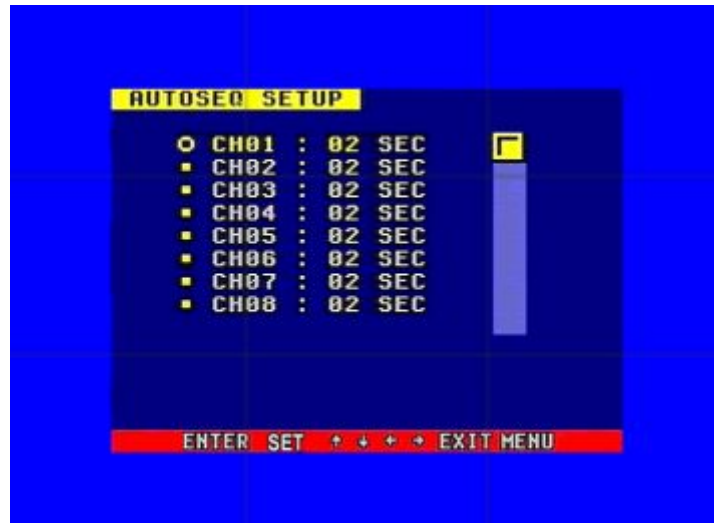 AUTOSEQ SETUP
CH01 : 02 SEC
CH02 : 02 SEC
CH03 : 02 SEC
CH04 : 02 SEC
CH05 : 02 SEC
CH06 : 02 SEC
CH07 : 02 SEC
CH08 : 02 SEC
ENTER SET ↑ ↓ ← → EXIT MENU